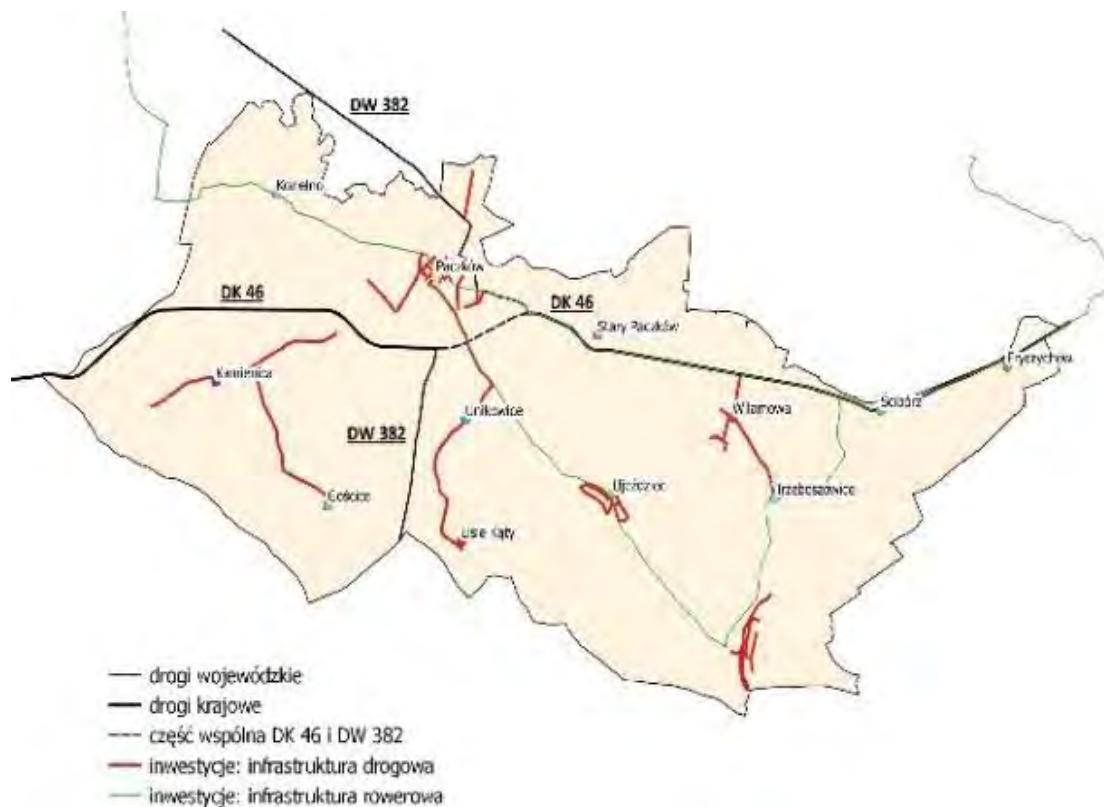 DW 382
Kozielno
Paczków
DK 46
DK 46
Stary Paczków
Frydrychów
Kamienica
Ścibórz
Unikowice
Wilamowa
DW 382
Ujeździec
Trzeboszowice
Gościce
Lisie Kąty
drogi wojewódzkie
drogi krajowe
część wspólna DK 46 i DW 382
inwestycje: infrastruktura drogowa
inwestycje: infrastruktura rowerowa